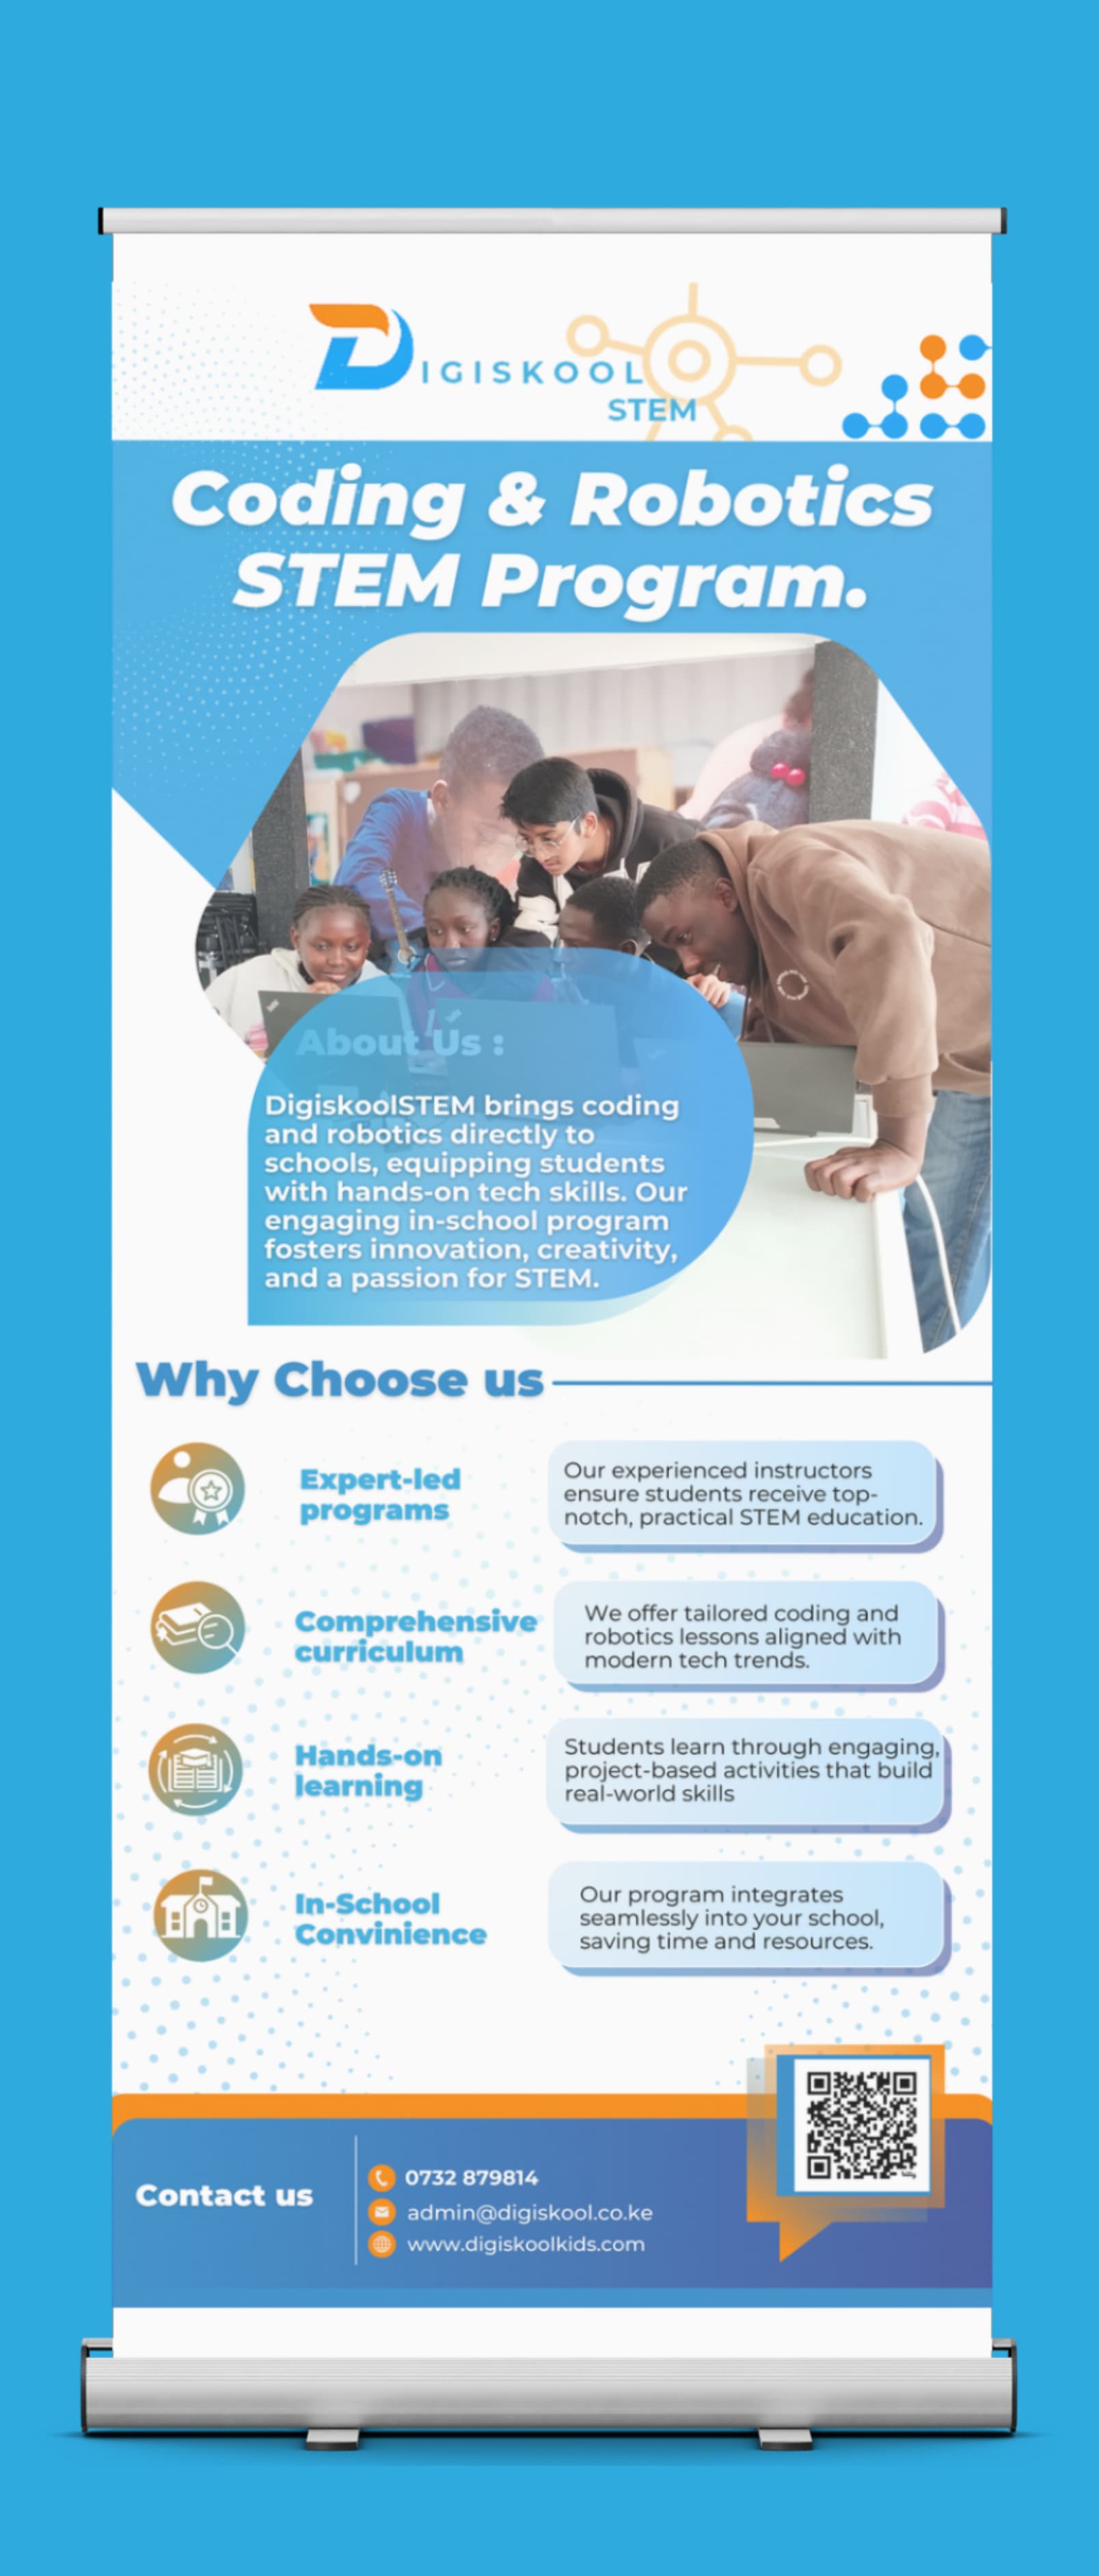 DIGISKOOL
STEM
Coding & Robotics
STEM Program.
About Us :
DigiskoolSTEM brings coding
and robotics directly to
schools, equipping students
with hands-on tech skills. Our
engaging in-school program
fosters innovation, creativity,
and a passion for STEM.
Why Choose us
Expert-led
programs
Our experienced instructors
ensure students receive top-
notch, practical STEM education.
Comprehensive
curriculum
We offer tailored coding and
robotics lessons aligned with
modern tech trends.
Hands-on
learning
Students learn through engaging,
project-based activities that build
real-world skills
In-School
Convinience
Our program integrates
seamlessly into your school,
saving time and resources.
Contact us
0732 879814
admin@digiskool.co.ke
www.digiskoolkids.com